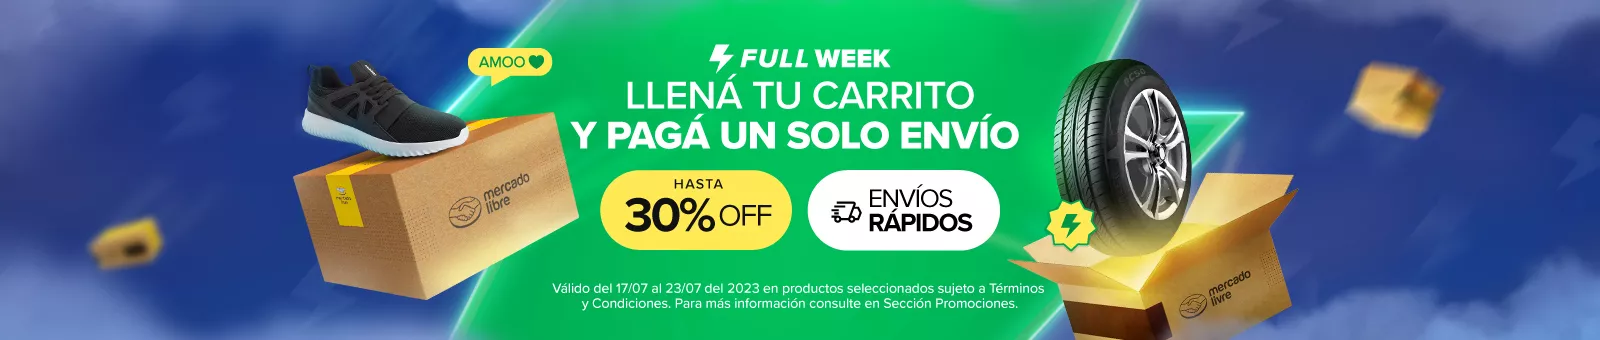 AMOO
FULL WEEK
LLENÁ TU CARRITO
Y PAGÁ UN SOLO ENVÍO
HASTA
30% OFF
ENVÍOS
RÁPIDOS
Válido del 17/07 al 23/07 del 2023 en productos seleccionados sujeto a Términos
y Condiciones. Para más información consulte en Sección Promociones.
mercado
libre
mercado
livre